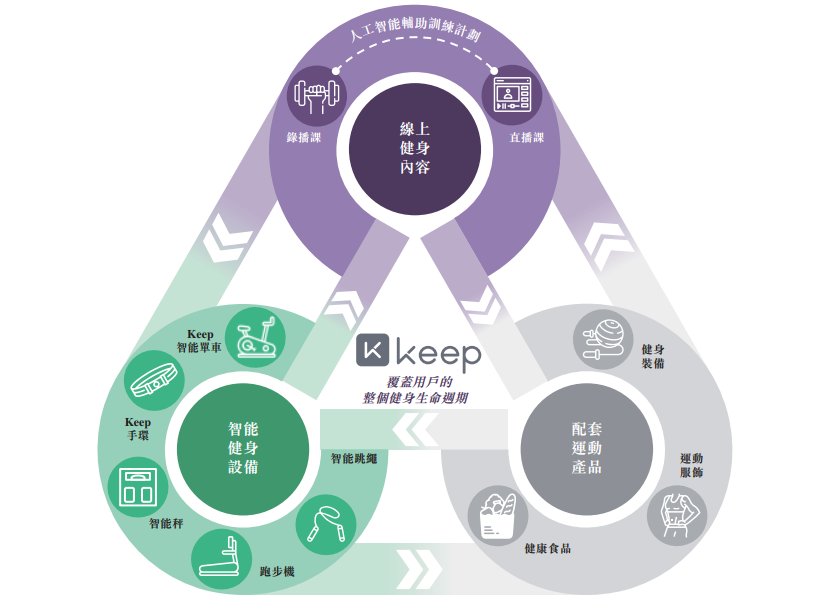 人工智能輔助訓練計劃
錄播課
直播課
線上
健身
內容
Keep
智能單車
Keep
手環
智能秤
跑步機
智能跳繩
智能
健身
設備
keep
覆蓋用戶的
整個健身生命週期
健身
裝備
運動
服飾
健康食品
配套
運動
產品